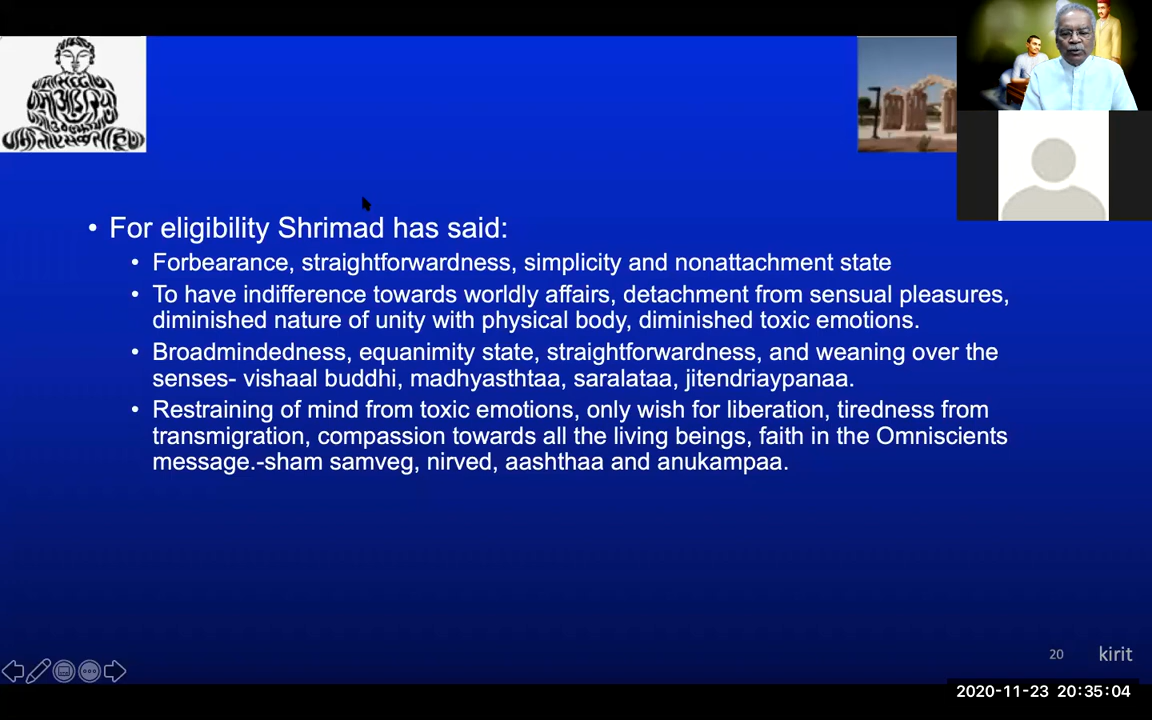 • For eligibility Shrimad has said:
• Forbearance, straightforwardness, simplicity and nonattachment state
• To have indifference towards worldly affairs, detachment from sensual pleasures,
diminished nature of unity with physical body, diminished toxic emotions.
• Broadmindedness, equanimity state, straightforwardness, and weaning over the
senses- vishaal buddhi, madhyasthtaa, saralataa, jitendriaypanaa.
• Restraining of mind from toxic emotions, only wish for liberation, tiredness from
transmigration, compassion towards all the living beings, faith in the Omniscients
message.-sham samveg, nirved, aashthaa and anukampaa.
20
kirit
2020-11-23 20:35:04